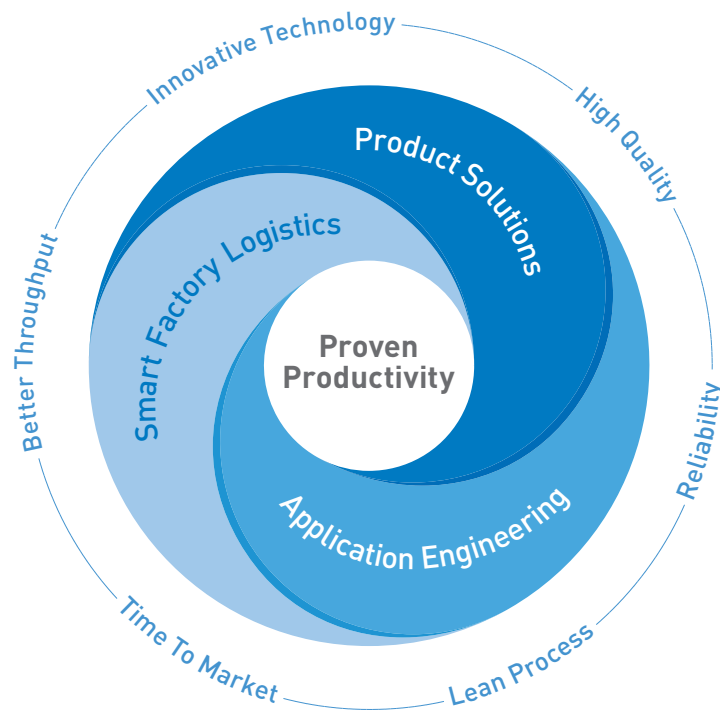 Innovative Technology
High Quality
Reliability
Lean Process
Time To Market
Better Throughput
Product Solutions
Application Engineering
Smart Factory Logistics
Proven
Productivity